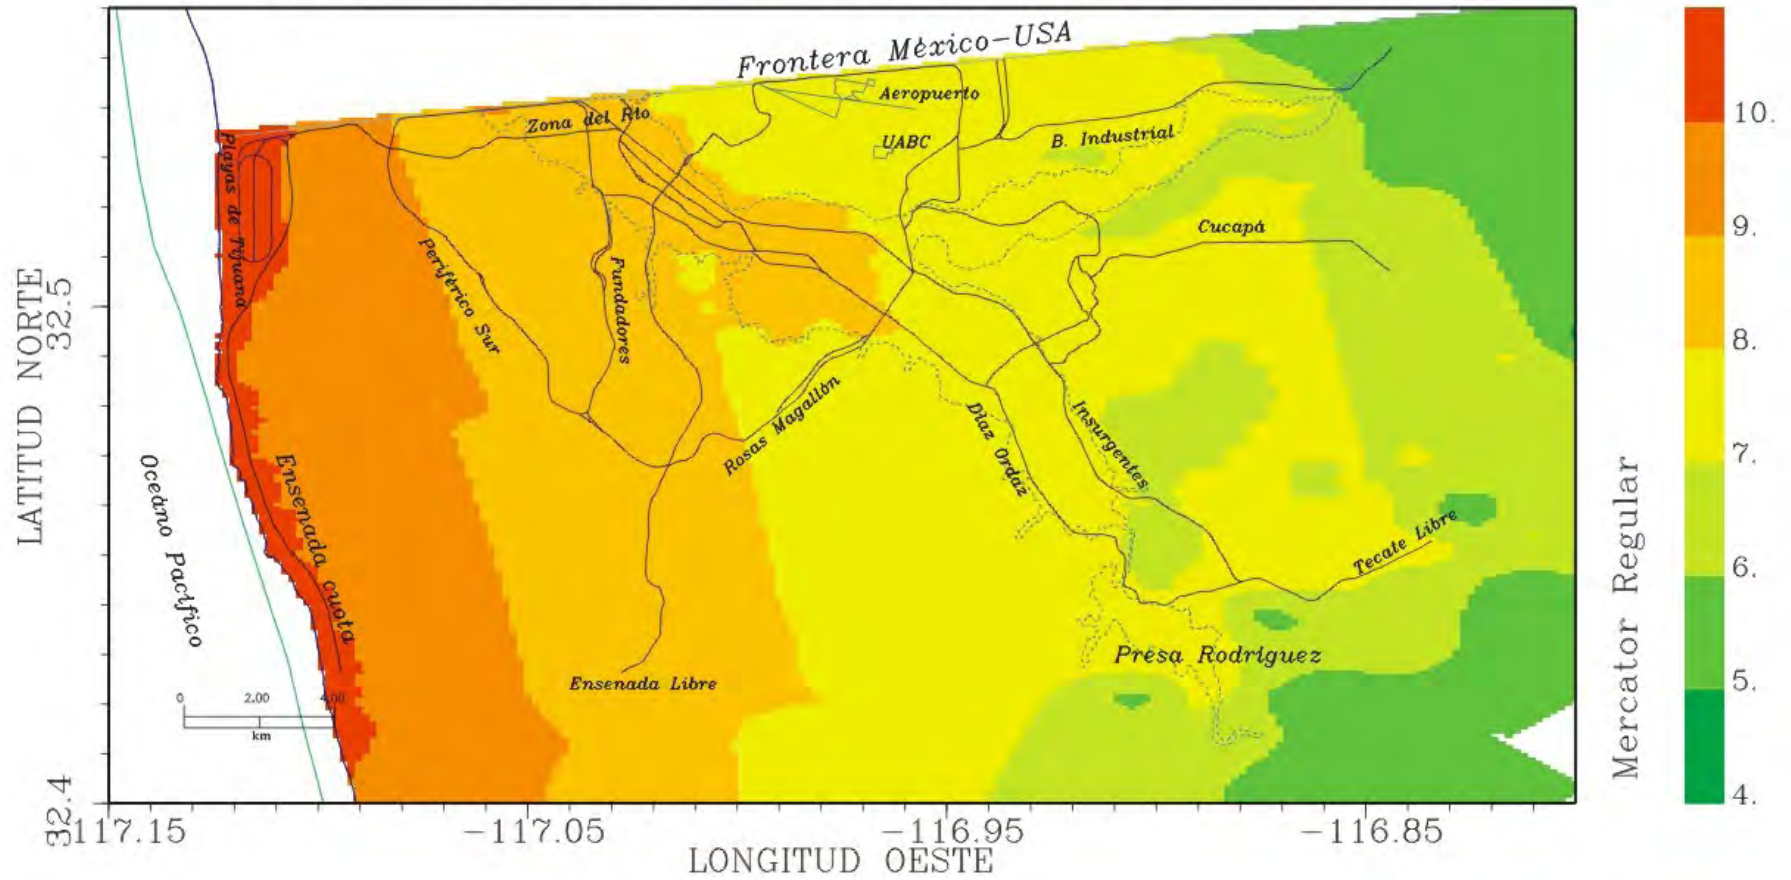 Frontera México-USA
Aeropuerto
Zona del Río
UABC
B. Industrial
Playas de Tijuana
Cucapá
Periférico Sur
Fundadores
Rosas Magallón
Díaz Ordaz
Insurgentes
Océano Pacífico
Ensenada cuota
Tecate Libre
Presa Rodríguez
Ensenada Libre
0 2.00 4.00
km
LATITUD NORTE
32.5
32.4
-117.15 -117.05 -116.95 -116.85
LONGITUD OESTE
Mercator Regular
10.
9.
8.
7.
6.
5.
4.